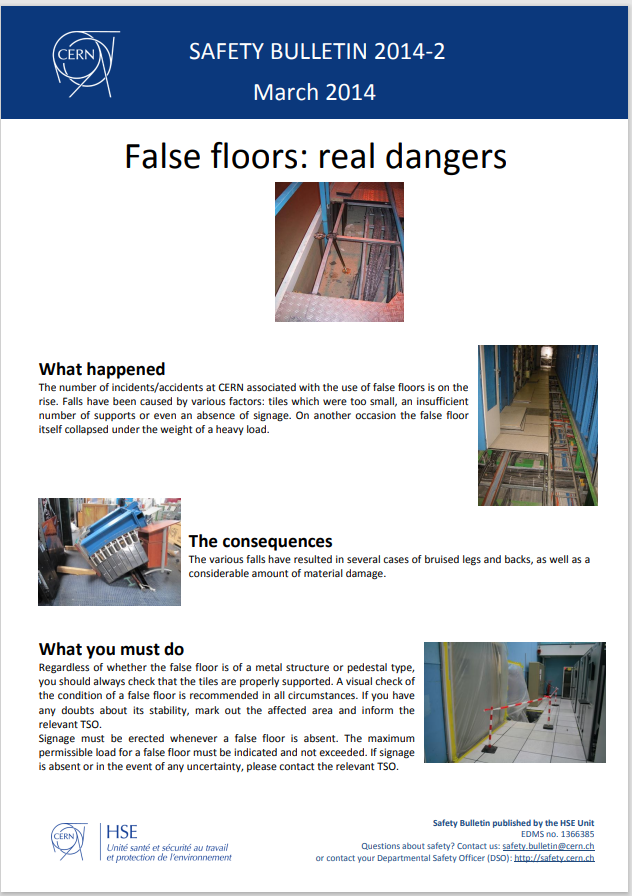 CERN
SAFETY BULLETIN 2014-2
March 2014
False floors: real dangers
What happened
The number of incidents/accidents at CERN associated with the use of false floors is on the
rise. Falls have been caused by various factors: tiles which were too small, an insufficient
number of supports or even an absence of signage. On another occasion the false floor
itself collapsed under the weight of a heavy load.
The consequences
The various falls have resulted in several cases of bruised legs and backs, as well as a
considerable amount of material damage.
What you must do
Regardless of whether the false floor is of a metal structure or pedestal type,
you should always check that the tiles are properly supported. A visual check of
the condition of a false floor is recommended in all circumstances. If you have
any doubts about its stability, mark out the affected area and inform the
relevant TSO.
Signage must be erected whenever a false floor is absent. The maximum
permissible load for a false floor must be indicated and not exceeded. If signage
is absent or in the event of any uncertainty, please contact the relevant TSO.
CERN
HSE
Unité santé et sécurité au travail
et protection de l'environnement
Safety Bulletin published by the HSE Unit
EDMS no. 1366385
Questions about safety? Contact us: safety.bulletin@cern.ch
or contact your Departmental Safety Officer (DSO): http://safety.cern.ch